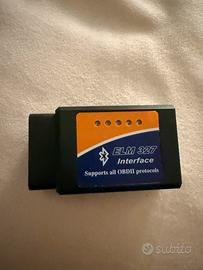 ELM 327
Interface
Supports all OBDII protocols
subito